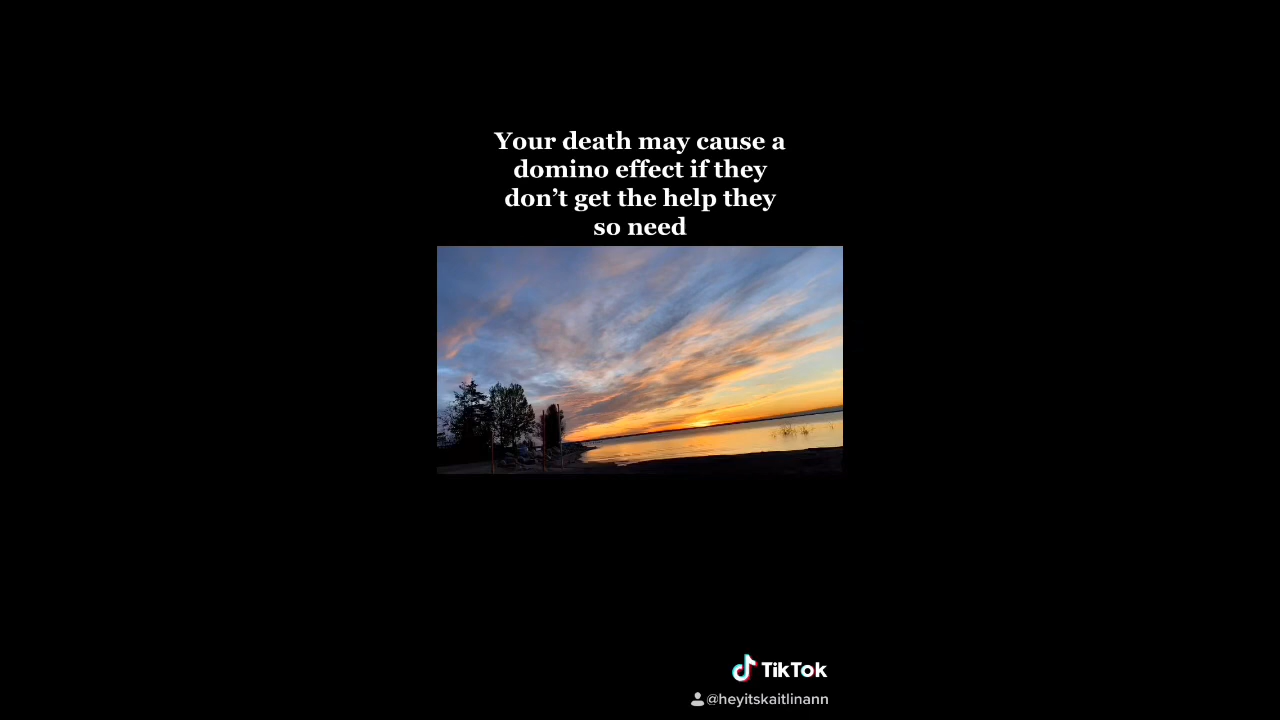 Your death may cause a
domino effect if they
don’t get the help they
so need
TikTok
@heyitskaitlinann